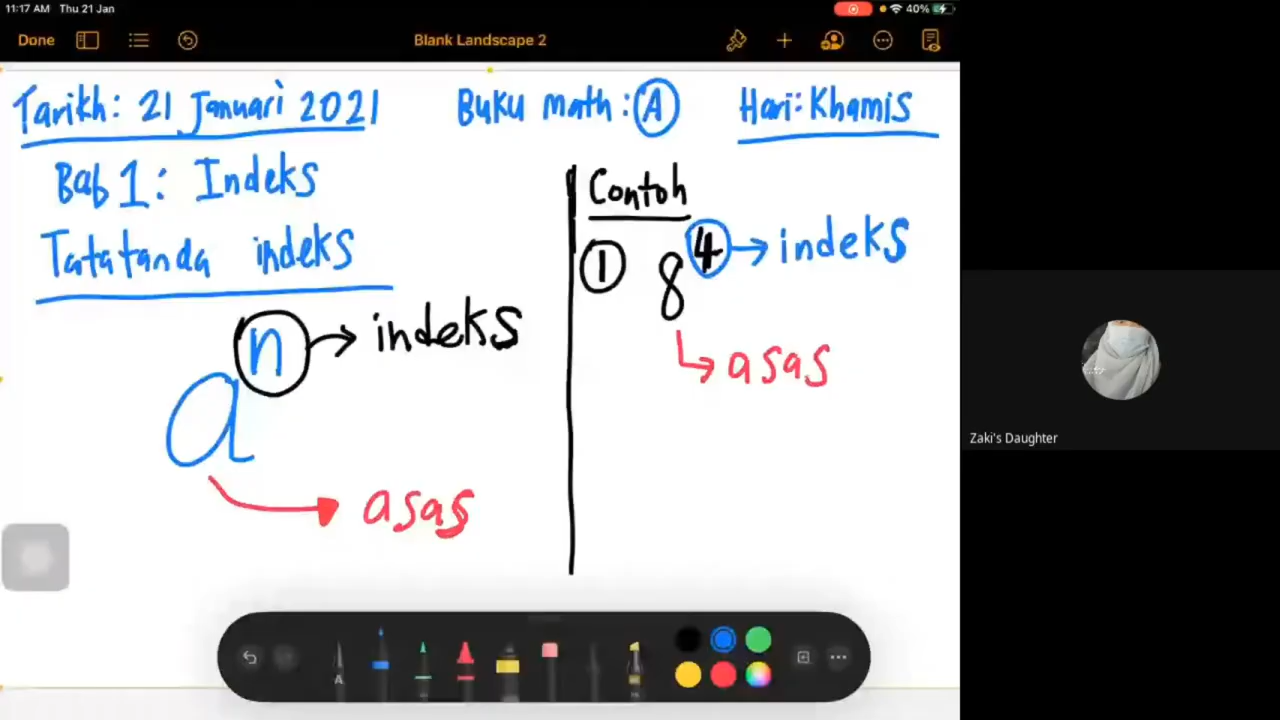 11:17 AM Thu 21 Jan 40%
Done Blank Landscape 2
Tarikh: 21 Januari 2021 Buku math: A Hari: Khamis
Bab 1: Indeks
Tatatanda indeks
n → indeks
a
asas
Contoh
1 8 4 → indeks
asas
Zaki's Daughter
A